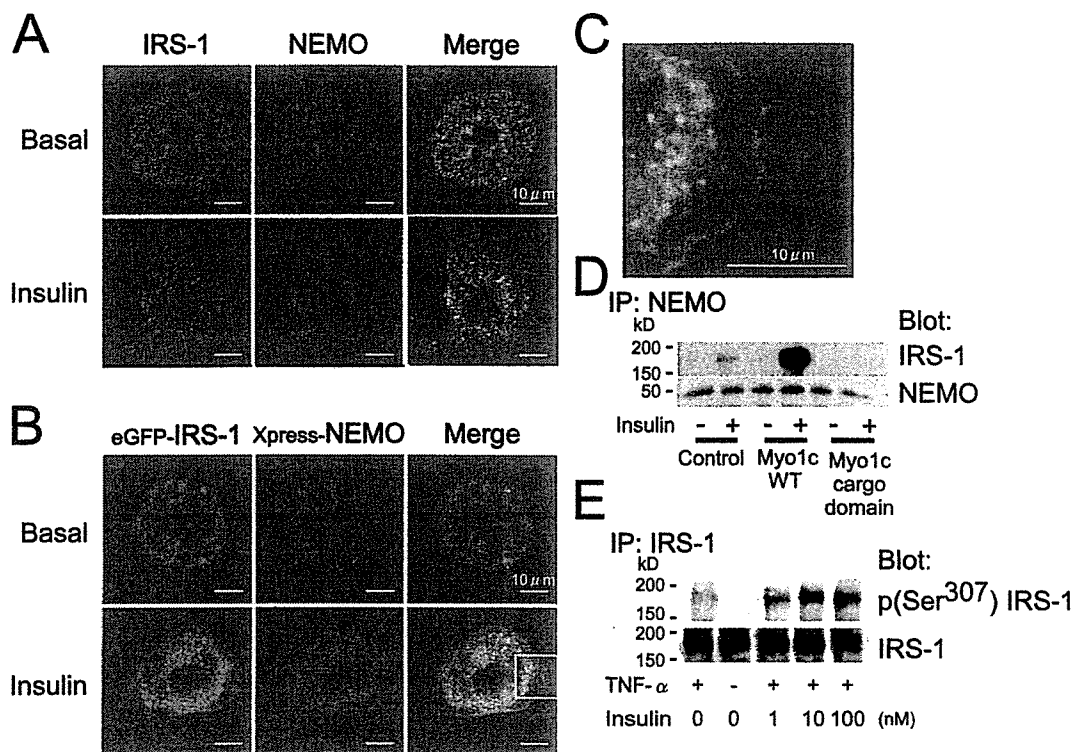 A
IRS-1 NEMO Merge
Basal
10 μm
Insulin
B
eGFP-IRS-1 Xpress-NEMO Merge
Basal
10 μm
Insulin
C
10 μm
D
IP: NEMO
kD
Blot:
200
IRS-1
150
50
NEMO
Insulin - + - + - +
Control Myo1c WT Myo1c cargo domain
E
IP: IRS-1
kD
Blot:
200
p(Ser307) IRS-1
150
200
IRS-1
150
TNF-α + - + + +
Insulin 0 0 1 10 100 (nM)